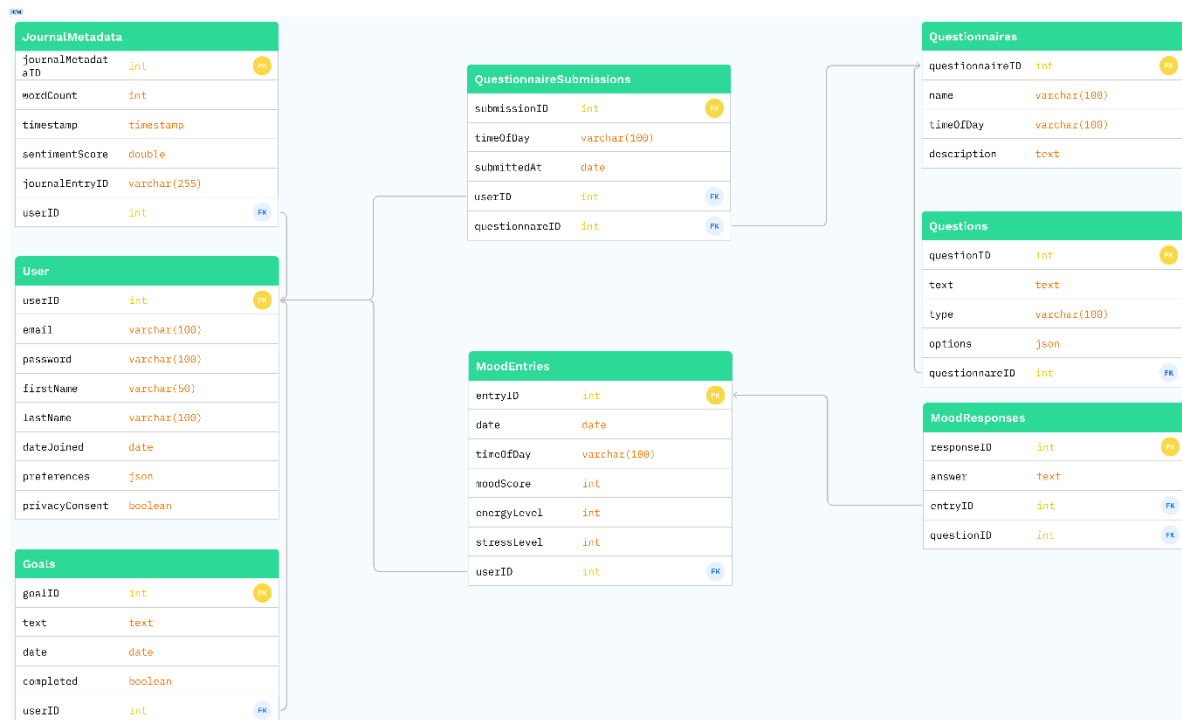 JournalMetadata
journalMetadat
aID int PK
wordCount int
timestamp timestamp
sentimentScore double
journalEntryID varchar(255)
userID int FK
User
userID int PK
email varchar(100)
password varchar(100)
firstName varchar(50)
lastName varchar(100)
dateJoined date
preferences json
privacyConsent boolean
Goals
goalID int PK
text text
date date
completed boolean
userID int FK
QuestionnaireSubmissions
submissionID int PK
timeOfDay varchar(100)
submittedAt date
userID int FK
questionnareID int FK
MoodEntries
entryID int PK
date date
timeOfDay varchar(100)
moodScore int
energyLevel int
stressLevel int
userID int FK
Questionnaires
questionnaireID int PK
name varchar(100)
timeOfDay varchar(100)
description text
Questions
questionID int PK
text text
type varchar(100)
options json
questionnareID int FK
MoodResponses
responseID int PK
answer text
entryID int FK
questionID int FK